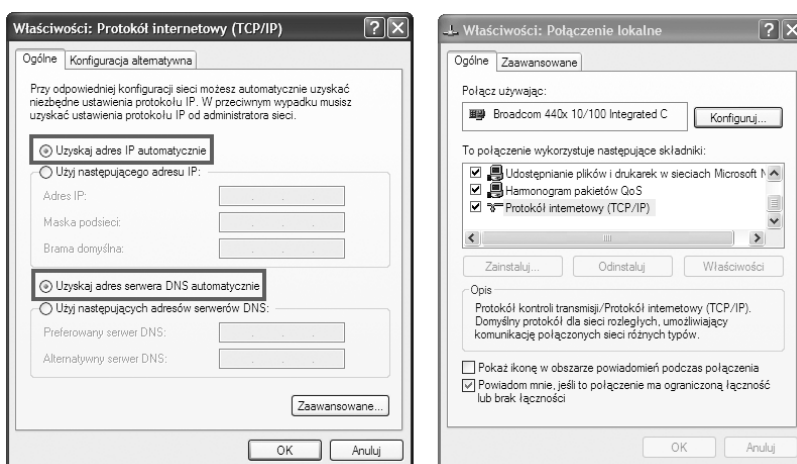 Właściwości: Protokół internetowy (TCP/IP)
Ogólne
Konfiguracja alternatywna
Przy odpowiedniej konfiguracji sieci możesz automatycznie uzyskać
niezbędne ustawienia protokołu IP. W przeciwnym wypadku musisz
uzyskać ustawienia protokołu IP od administratora sieci.
Uzyskaj adres IP automatycznie
Użyj następującego adresu IP:
Adres IP:
Maska podsieci:
Brama domyślna:
Uzyskaj adres serwera DNS automatycznie
Użyj następujących adresów serwerów DNS:
Preferowany serwer DNS:
Alternatywny serwer DNS:
Zaawansowane...
OK
Anuluj
Właściwości: Połączenie lokalne
Ogólne
Zaawansowane
Połącz używając:
Broadcom 440x 10/100 Integrated C
Konfiguruj...
To połączenie wykorzystuje następujące składniki:
Udostępnianie plików i drukarek w sieciach Microsoft N
Harmonogram pakietów QoS
Protokół internetowy (TCP/IP)
Zainstaluj...
Odinstaluj
Właściwości
Opis
Protokół kontroli transmisji/Protokół internetowy (TCP/IP).
Domyślny protokół dla sieci rozległych, umożliwiający
komunikację połączonych sieci różnych typów.
Pokaż ikonę w obszarze powiadomień podczas połączenia
Powiadom mnie, jeśli to połączenie ma ograniczoną łączność
lub brak łączności
OK
Anuluj